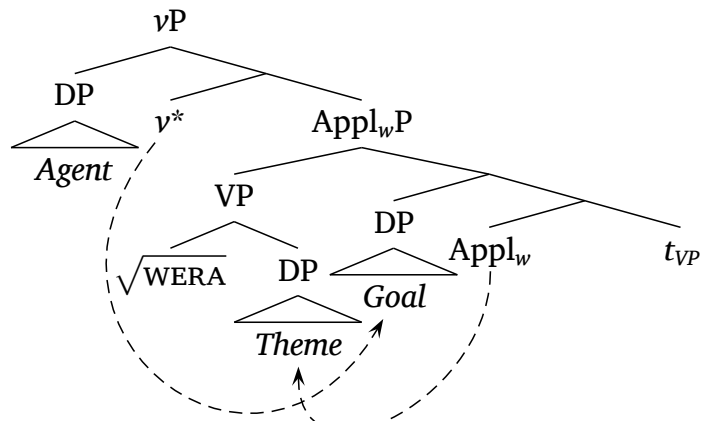 vP
DP
v*
Appl_wP
Agent
VP
DP
Appl_w
t_VP
√WERA
DP
Goal
Theme